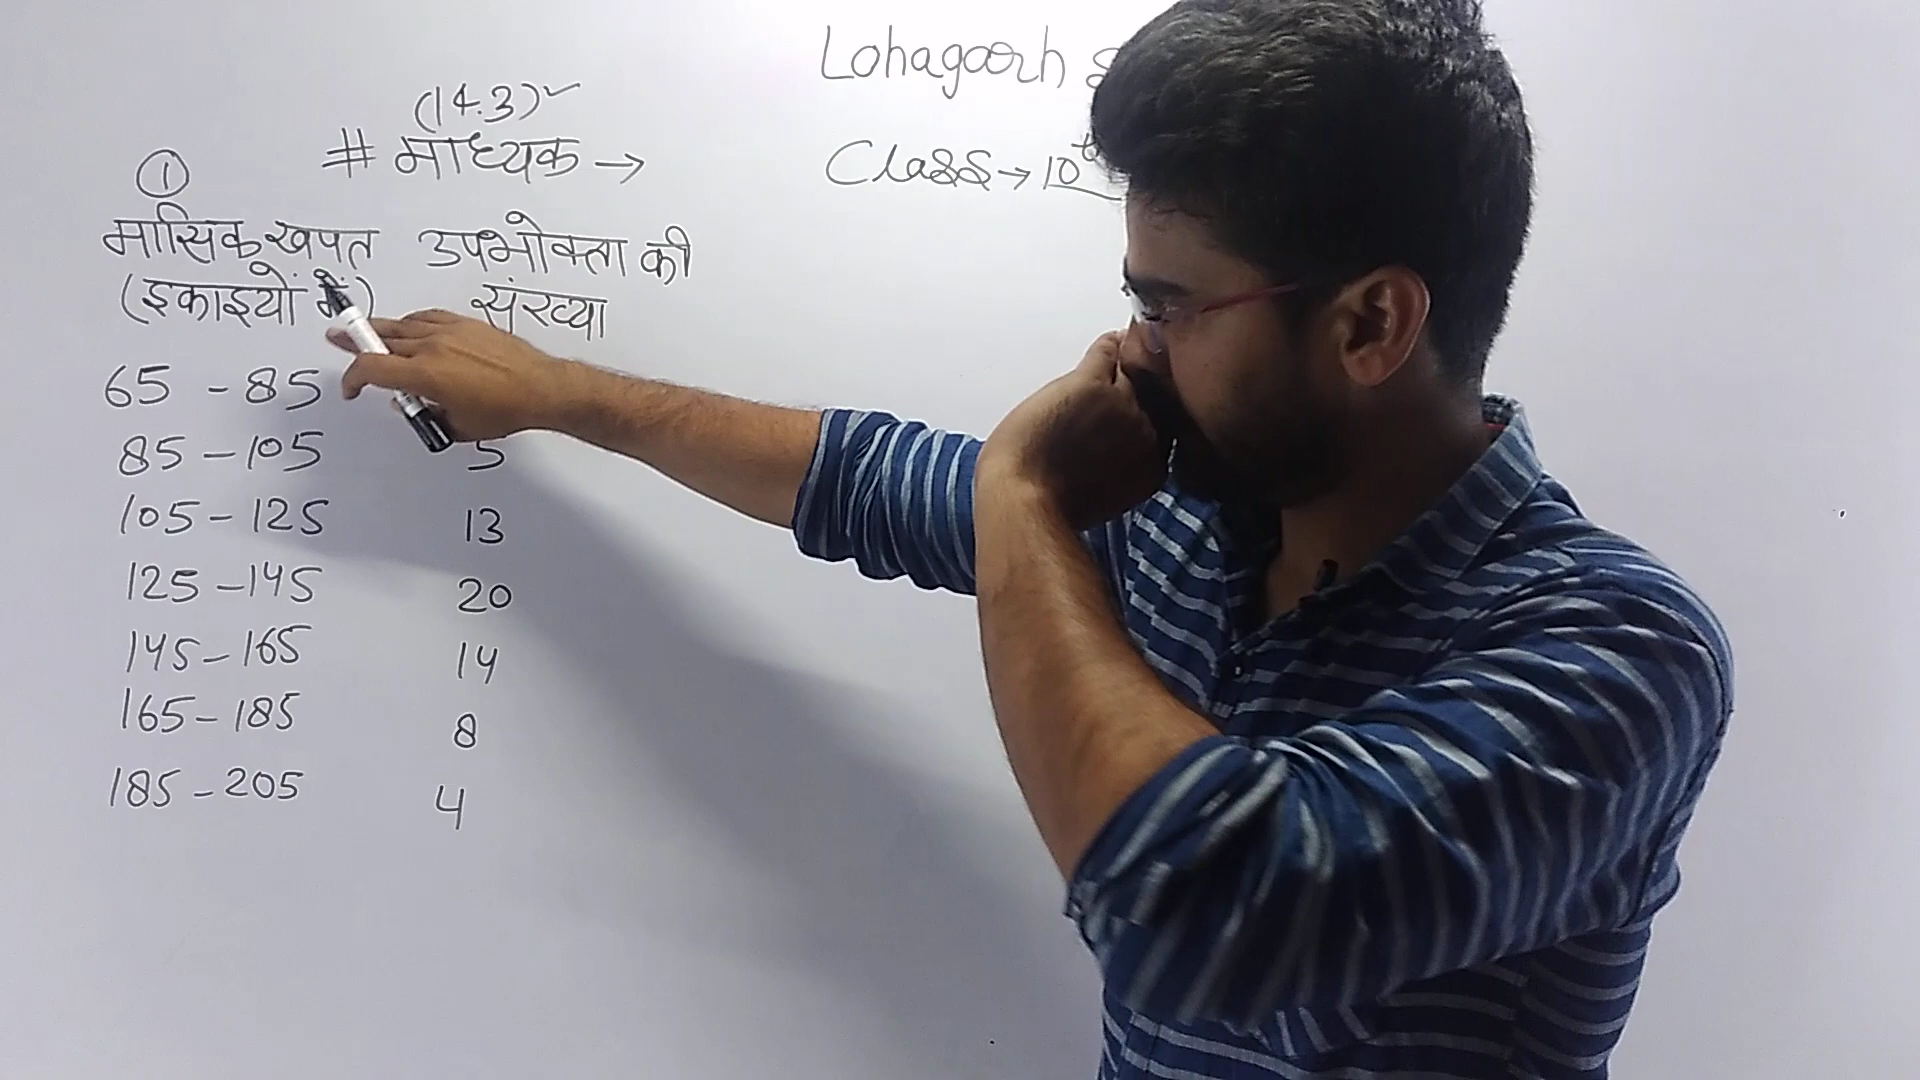 Lohagarh
(14.3)
# माध्यक →
Class → 10th
①
मासिक खपत उपभोक्ता की
(इकाइयों में) संख्या
65 - 85
85 - 105 5
105 - 125 13
125 - 145 20
145 - 165 14
165 - 185 8
185 - 205 4